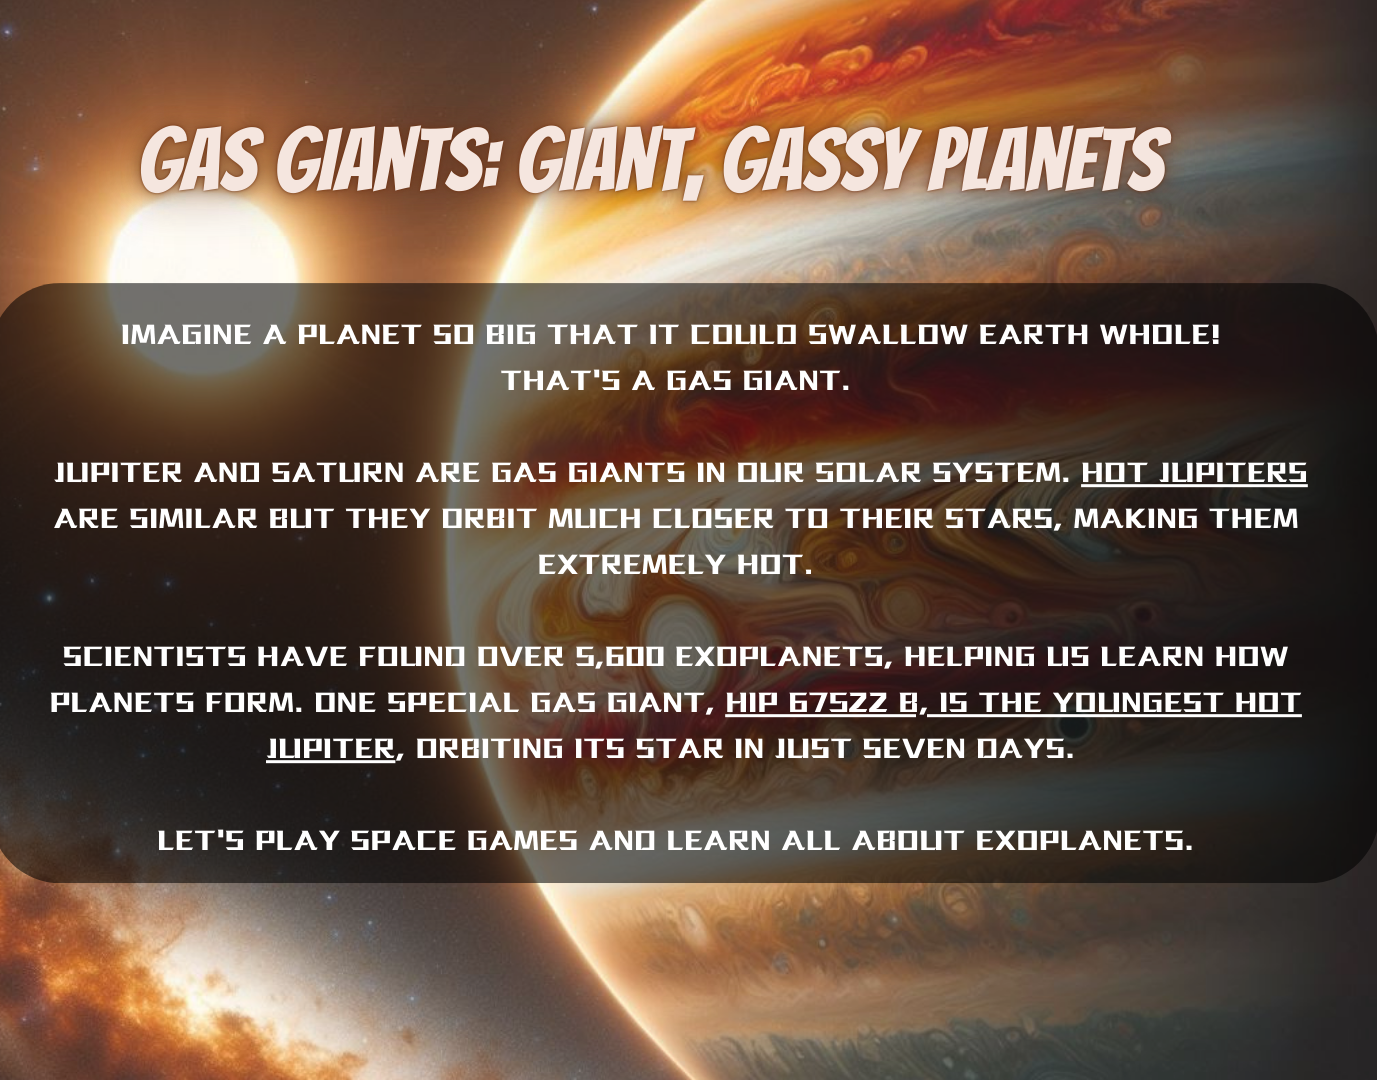 GAS GIANTS: GIANT, GASSY PLANETS
IMAGINE A PLANET SO BIG THAT IT COULD SWALLOW EARTH WHOLE!
THAT'S A GAS GIANT.
JUPITER AND SATURN ARE GAS GIANTS IN OUR SOLAR SYSTEM. HOT JUPITERS
ARE SIMILAR BUT THEY ORBIT MUCH CLOSER TO THEIR STARS, MAKING THEM
EXTREMELY HOT.
SCIENTISTS HAVE FOUND OVER 5,600 EXOPLANETS, HELPING US LEARN HOW
PLANETS FORM. ONE SPECIAL GAS GIANT, HIP 67522 B, IS THE YOUNGEST HOT
JUPITER, ORBITING ITS STAR IN JUST SEVEN DAYS.
LET'S PLAY SPACE GAMES AND LEARN ALL ABOUT EXOPLANETS.